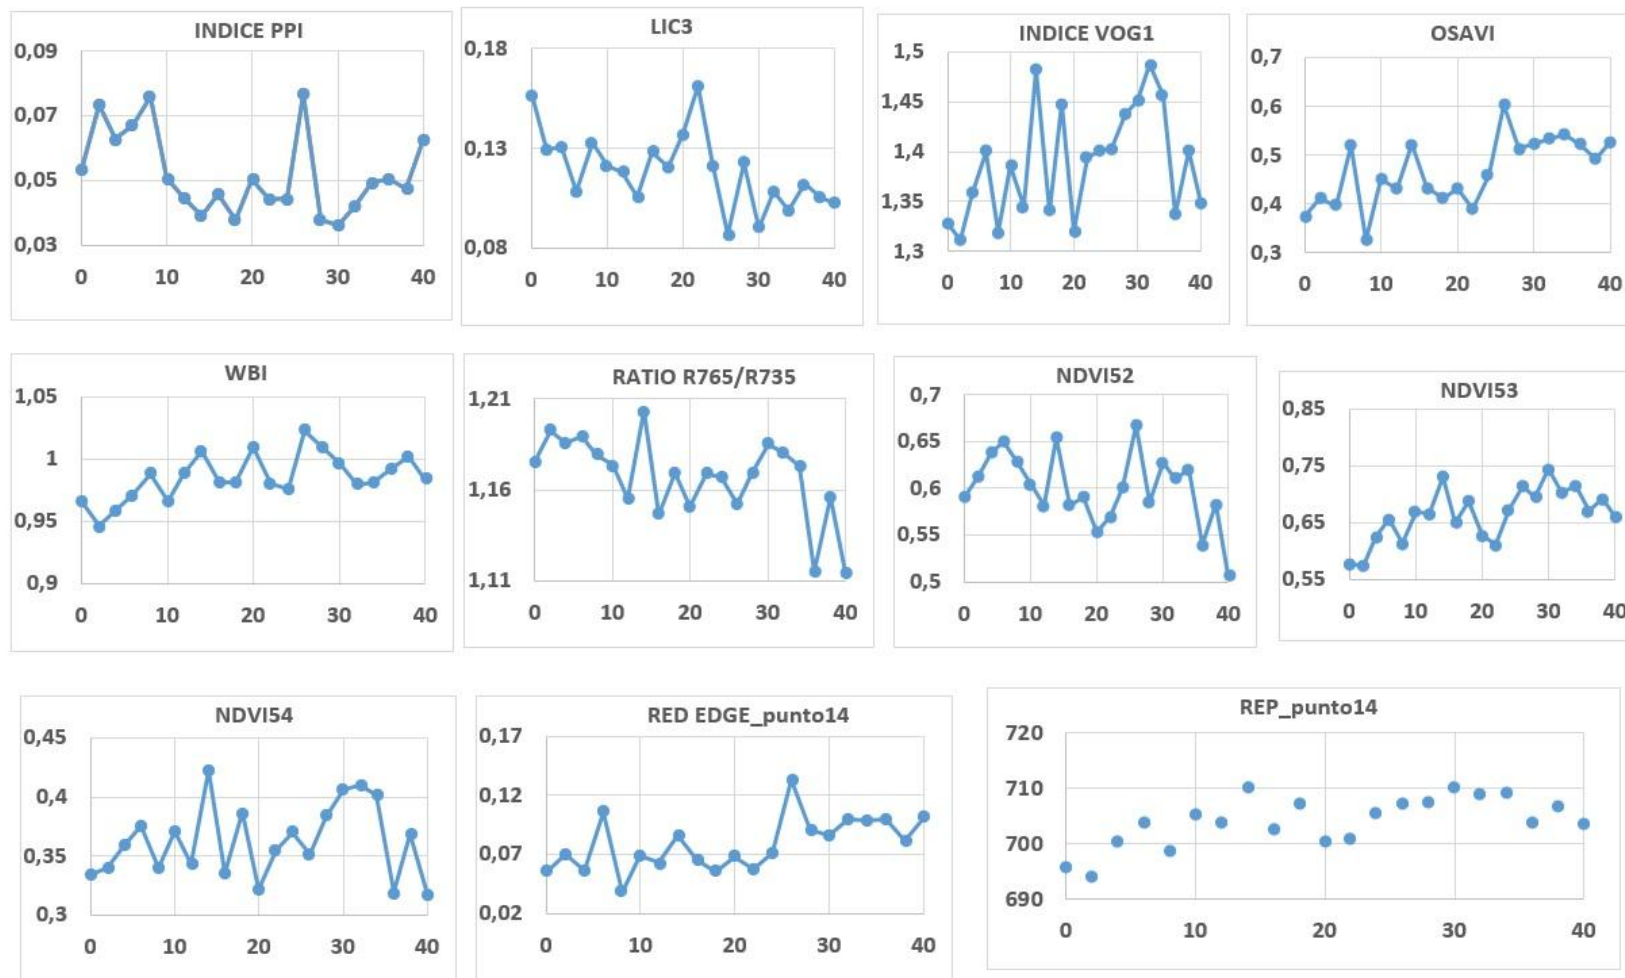 INDICE PPI
0,09
0,07
0,05
0,03
0 10 20 30 40
LIC3
0,18
0,13
0,08
0 10 20 30 40
INDICE VOG1
1,5
1,45
1,4
1,35
1,3
0 10 20 30 40
OSAVI
0,7
0,6
0,5
0,4
0,3
0 10 20 30 40
WBI
1,05
1
0,95
0,9
0 10 20 30 40
RATIO R765/R735
1,21
1,16
1,11
0 10 20 30 40
NDVI52
0,7
0,65
0,6
0,55
0,5
0 10 20 30 40
NDVI53
0,85
0,75
0,65
0,55
0 10 20 30 40
NDVI54
0,45
0,4
0,35
0,3
0 10 20 30 40
RED EDGE_punto14
0,17
0,12
0,07
0,02
0 10 20 30 40
REP_punto14
720
710
700
690
0 10 20 30 40